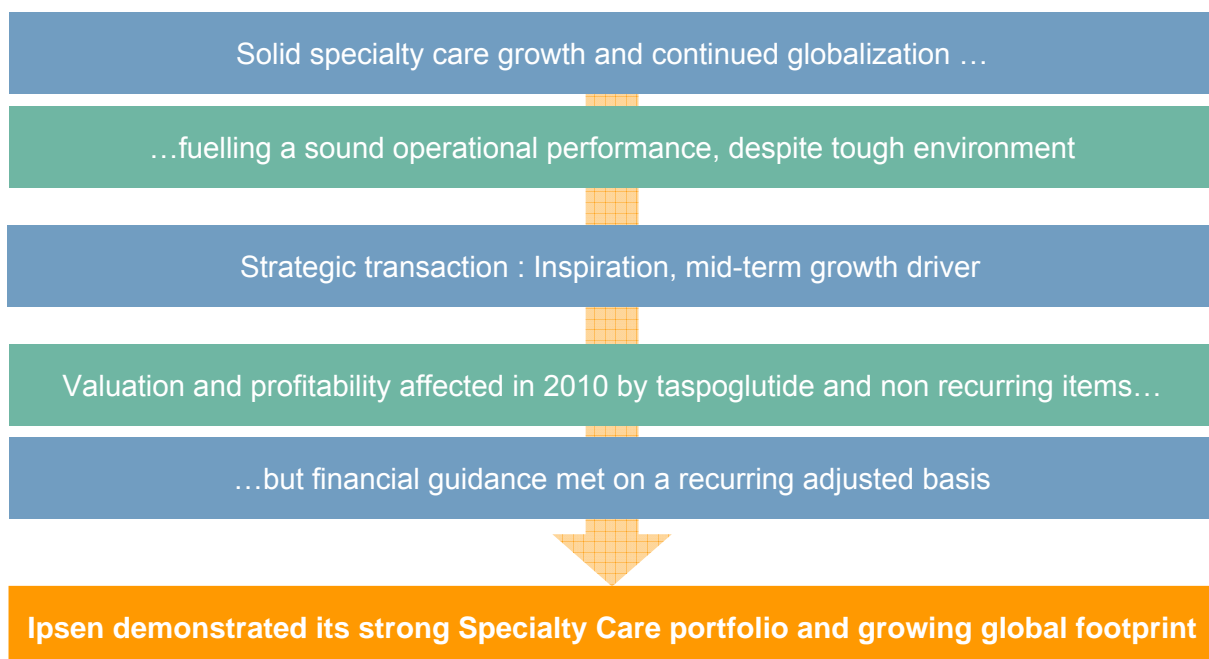 Solid specialty care growth and continued globalization …
…fuelling a sound operational performance, despite tough environment
Strategic transaction : Inspiration, mid-term growth driver
Valuation and profitability affected in 2010 by taspoglutide and non recurring items…
…but financial guidance met on a recurring adjusted basis
Ipsen demonstrated its strong Specialty Care portfolio and growing global footprint